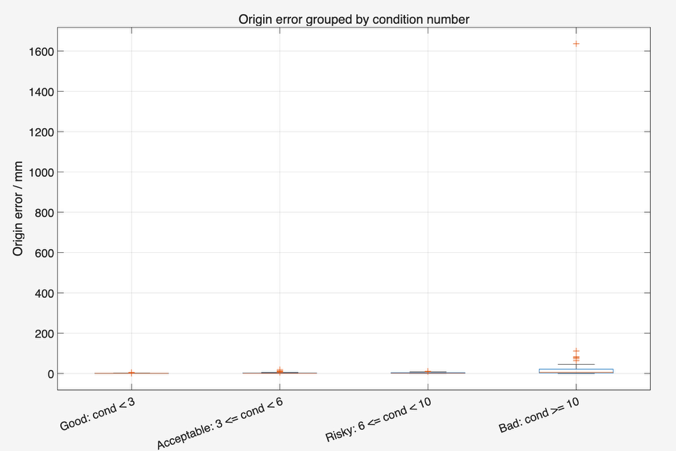 Origin error grouped by condition number
Origin error / mm
1600
1400
1200
1000
800
600
400
200
0
Good: cond < 3
Acceptable: 3 <= cond < 6
Risky: 6 <= cond < 10
Bad: cond >= 10